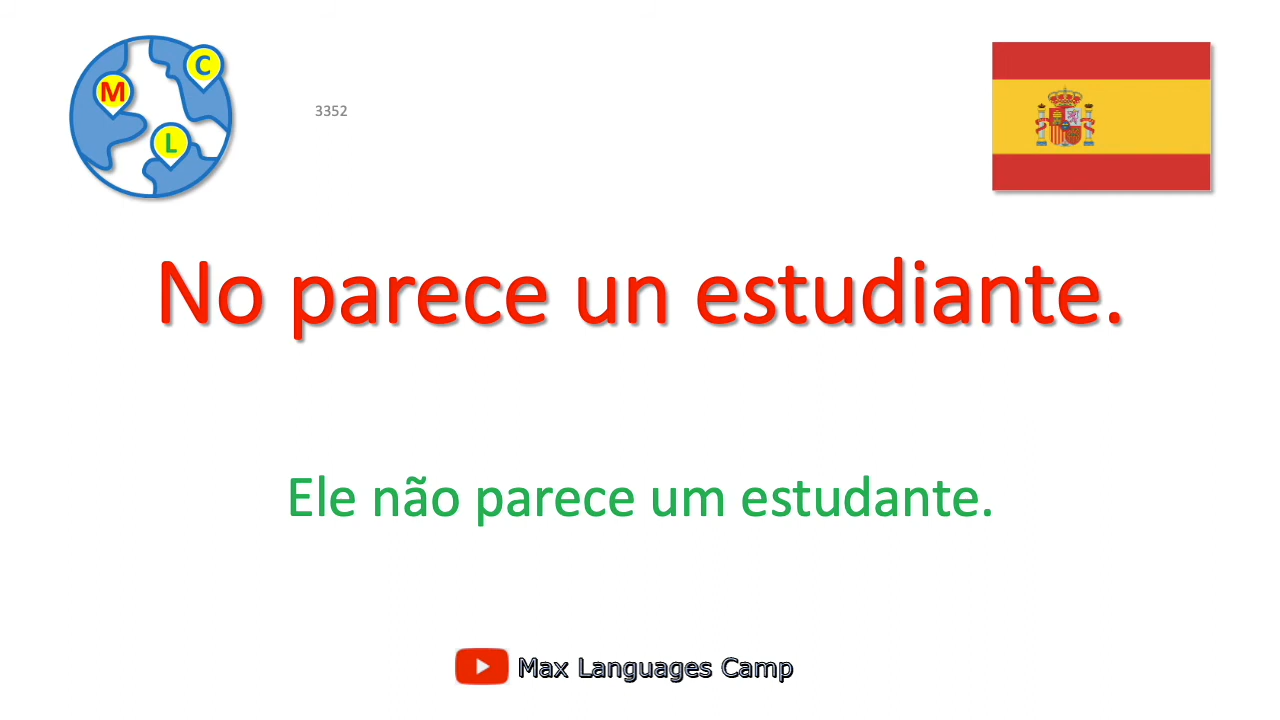 M
C
L
3352
No parece un estudiante.
Ele não parece um estudante.
Max Languages Camp